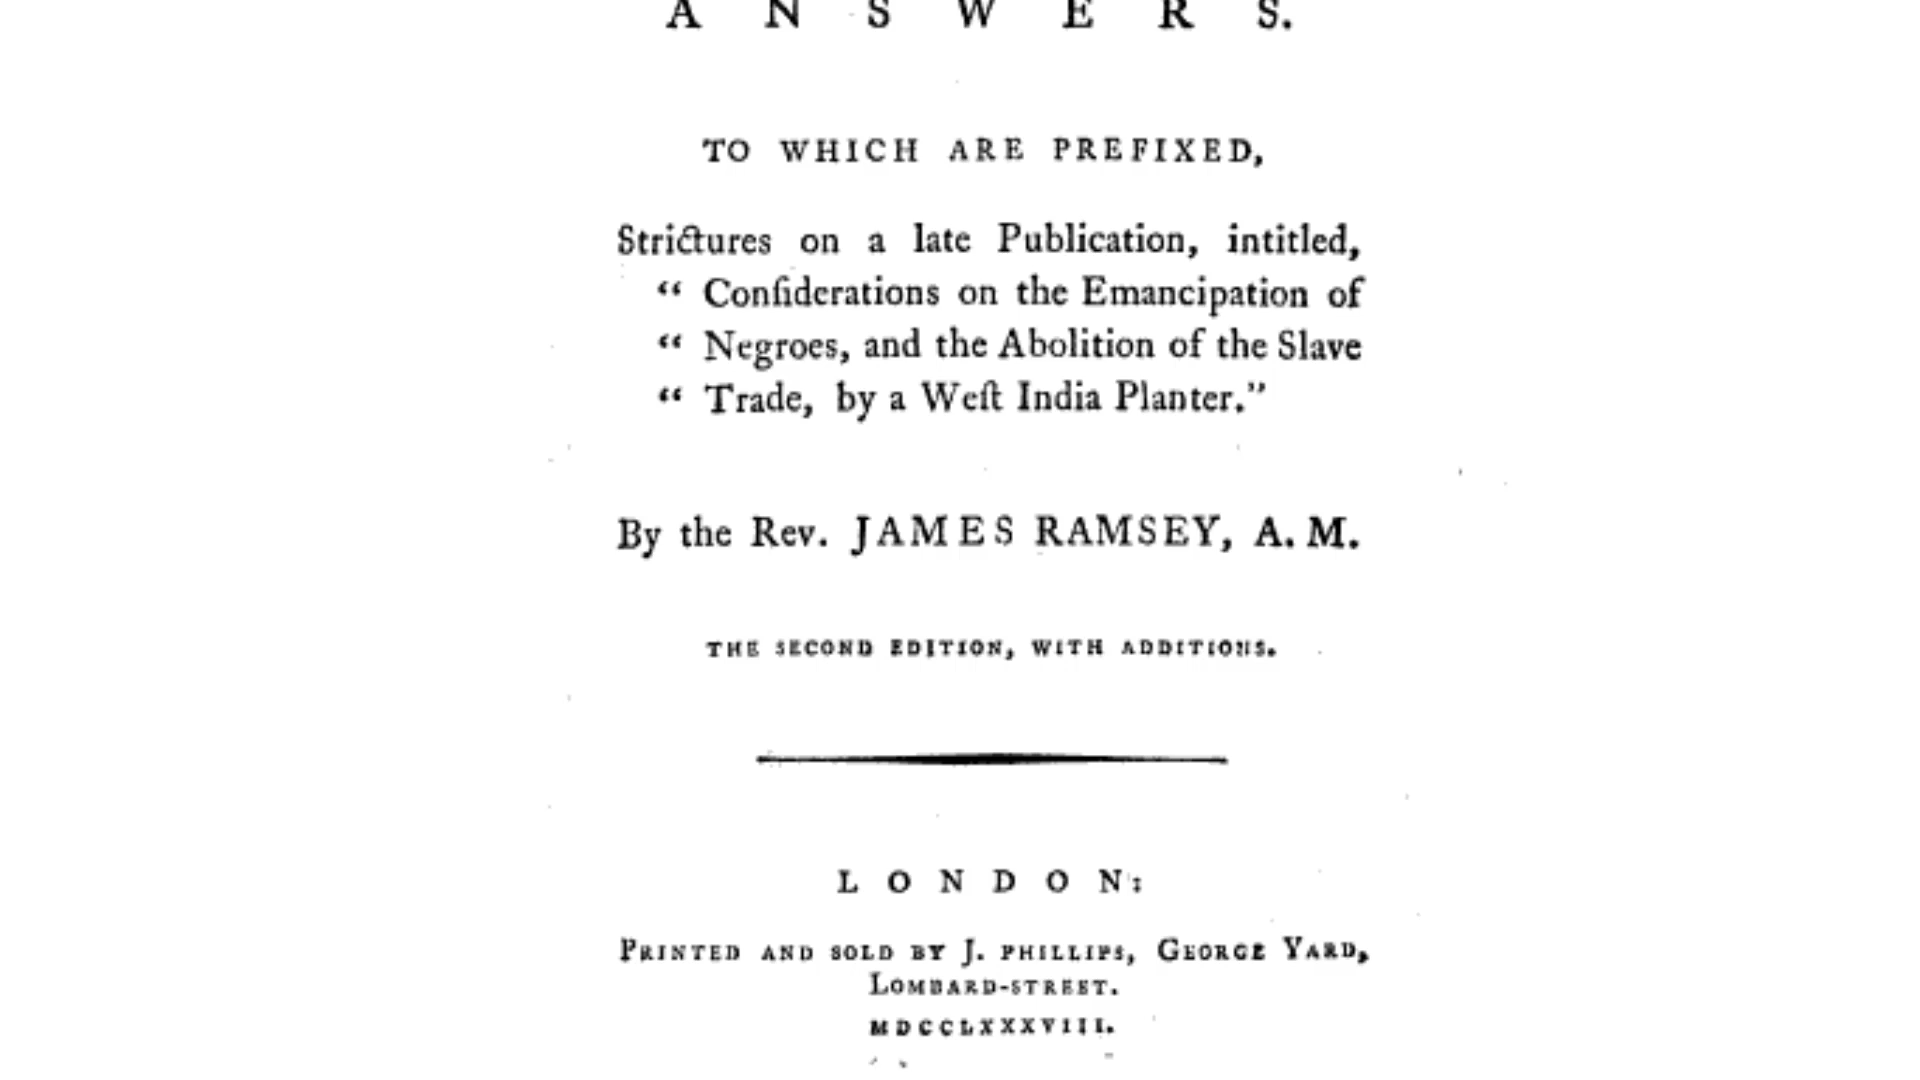 ANSWERS.
TO WHICH ARE PREFIXED,
Strictures on a late Publication, intitled,
“ Conſiderations on the Emancipation of
“ Negroes, and the Abolition of the Slave
“ Trade, by a Weſt India Planter.”
By the Rev. JAMES RAMSEY, A. M.
THE SECOND EDITION, WITH ADDITIONS.
LONDON:
PRINTED AND SOLD BY J. PHILLIPS, GEORGE YARD,
LOMBARD-STREET.
MDCCLXXXVIII.